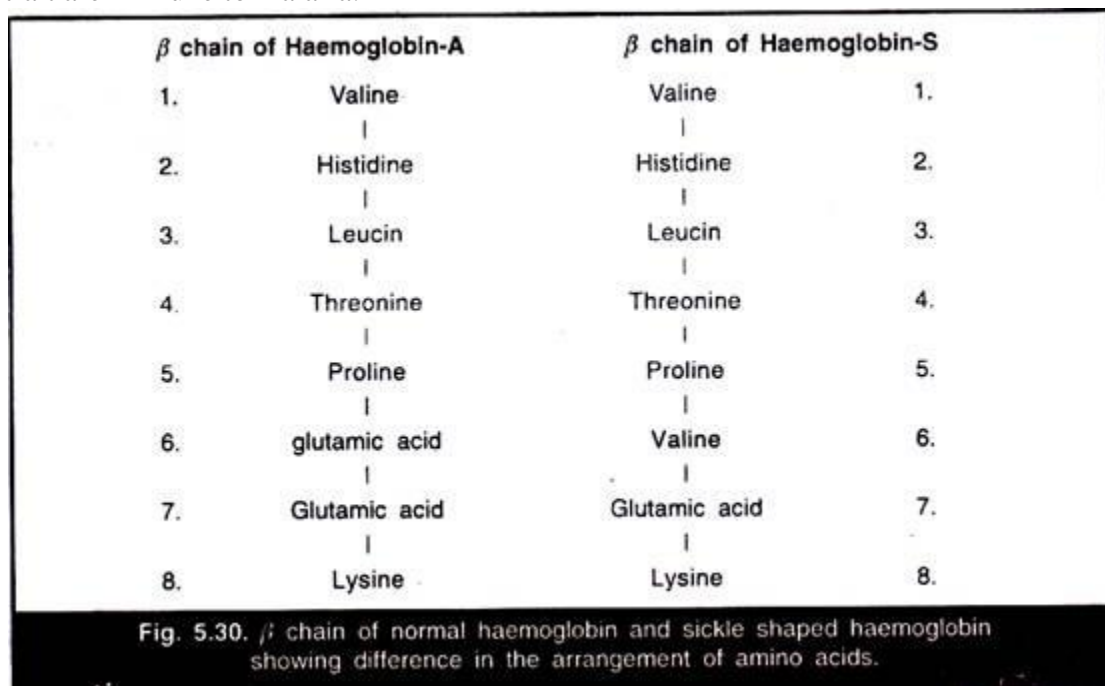 β chain of Haemoglobin-A β chain of Haemoglobin-S
1. Valine Valine 1.
2. Histidine Histidine 2.
3. Leucin Leucin 3.
4. Threonine Threonine 4.
5. Proline Proline 5.
6. glutamic acid Valine 6.
7. Glutamic acid Glutamic acid 7.
8. Lysine Lysine 8.
Fig. 5.30. β chain of normal haemoglobin and sickle shaped haemoglobin
showing difference in the arrangement of amino acids.